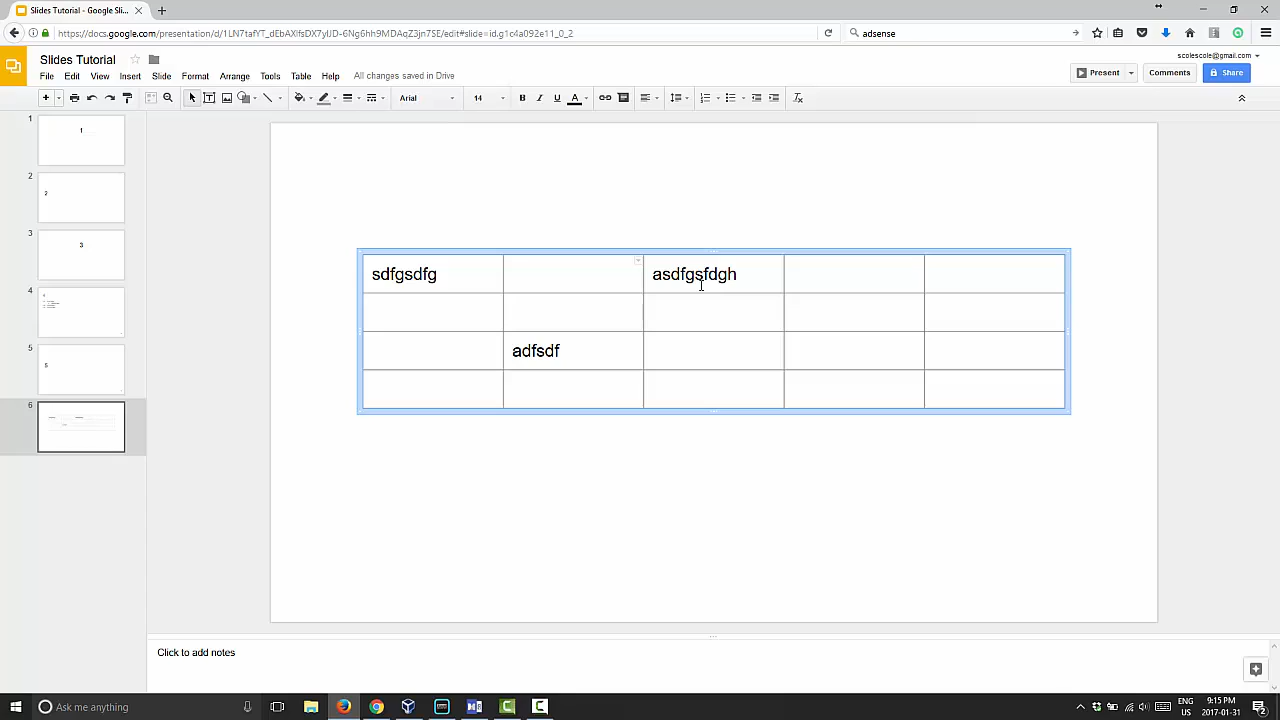 Slides Tutorial - Google Sli...
https://docs.google.com/presentation/d/1LN7tafYT_dEbAXlfsDX7yIJD-6Ng6hh9MDAqZ3jn7SE/edit#slide=id.g1c4a092e11_0_2
adsense
Slides Tutorial
scolescole@gmail.com
File Edit View Insert Slide Format Arrange Tools Table Help All changes saved in Drive
Present Comments Share
Arial 14 B I U A
1 1
2 2
3 3
4
5 5
6
sdfgsdfg asdfgsfdgh
adfsdf
Click to add notes
Ask me anything
ENG 9:15 PM
US 2017-01-31